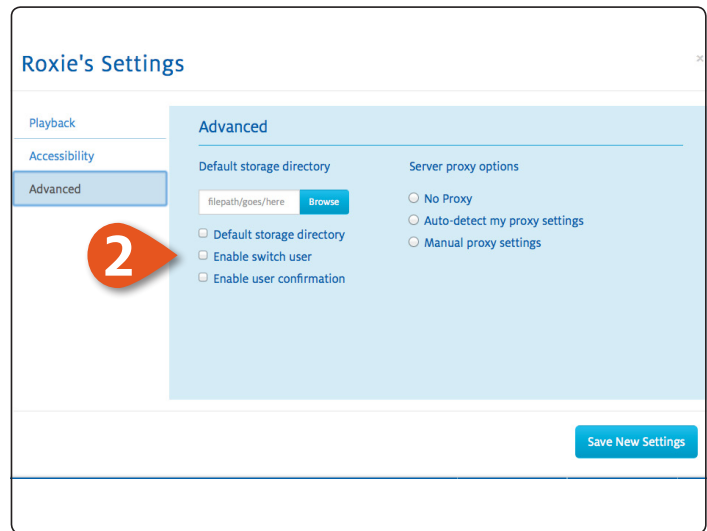 Roxie's Settings
×
Playback
Accessibility
Advanced
Advanced
Default storage directory
filepath/goes/here Browse
Default storage directory
Enable switch user
Enable user confirmation
Server proxy options
No Proxy
Auto-detect my proxy settings
Manual proxy settings
2
Save New Settings